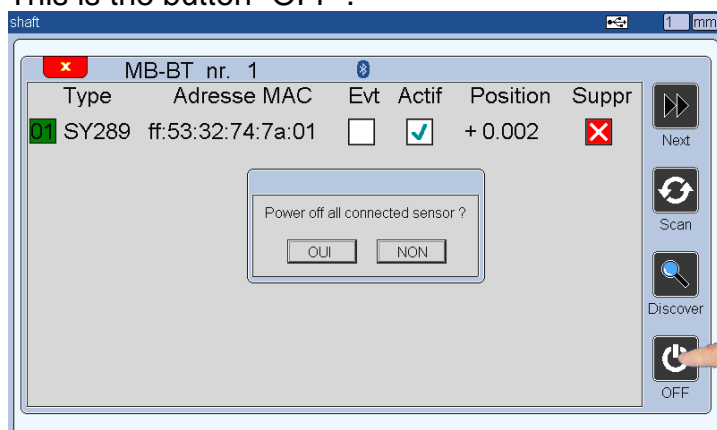 This is the button "OFF".
shaft 1 mm
MB-BT nr. 1
Type Adresse MAC Evt Actif Position Suppr
01 SY289 ff:53:32:74:7a:01 + 0.002
Power off all connected sensor ?
OUI NON
Next
Scan
Discover
OFF